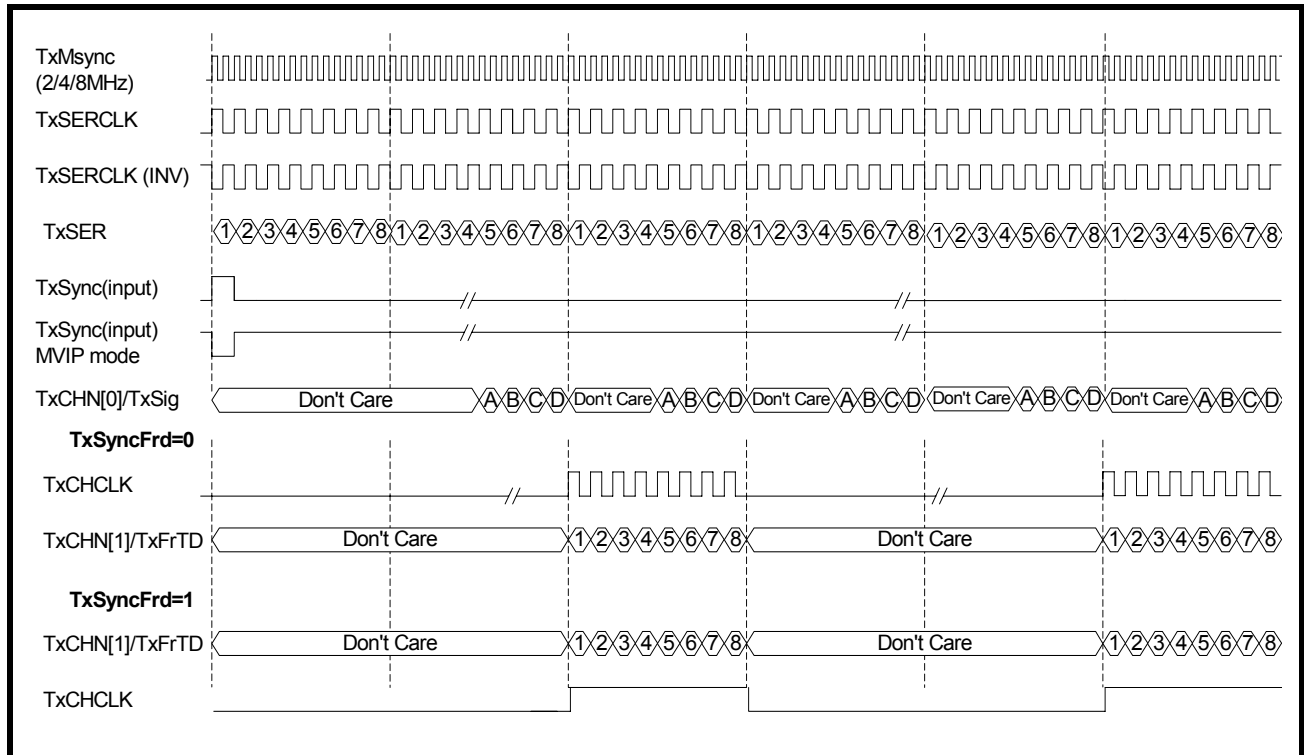 TxMsync
(2/4/8MHz)
TxSERCLK
TxSERCLK (INV)
TxSER 1 2 3 4 5 6 7 8 1 2 3 4 5 6 7 8 1 2 3 4 5 6 7 8 1 2 3 4 5 6 7 8 1 2 3 4 5 6 7 8 1 2 3 4 5 6 7 8
TxSync(input)
TxSync(input)
MVIP mode
TxCHN[0]/TxSig Don't Care A B C D Don't Care A B C D Don't Care A B C D Don't Care A B C D Don't Care A B C D
TxSyncFrd=0
TxCHCLK
TxCHN[1]/TxFrTD Don't Care 1 2 3 4 5 6 7 8 Don't Care 1 2 3 4 5 6 7 8
TxSyncFrd=1
TxCHN[1]/TxFrTD Don't Care 1 2 3 4 5 6 7 8 Don't Care 1 2 3 4 5 6 7 8
TxCHCLK